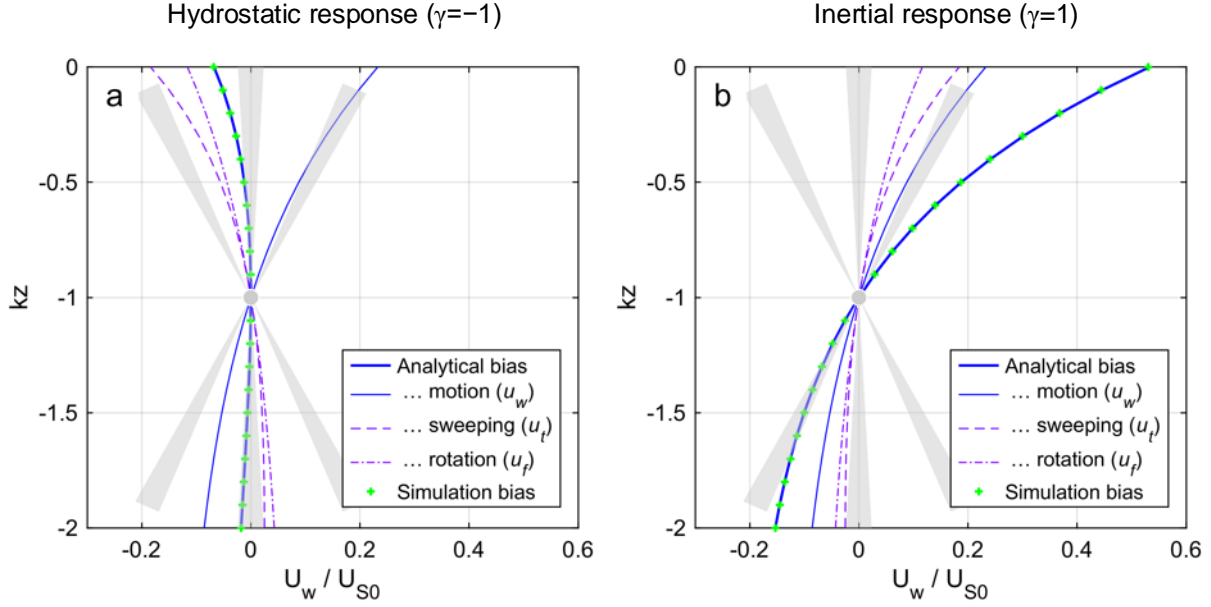 Hydrostatic response (γ=−1)
a
0
-0.5
-1
-1.5
-2
kz
-0.2
0
0.2
0.4
0.6
U_w / U_S0
Analytical bias
... motion (u_w)
... sweeping (u_t)
... rotation (u_f)
Simulation bias
Inertial response (γ=1)
b
0
-0.5
-1
-1.5
-2
kz
-0.2
0
0.2
0.4
0.6
U_w / U_S0
Analytical bias
... motion (u_w)
... sweeping (u_t)
... rotation (u_f)
Simulation bias